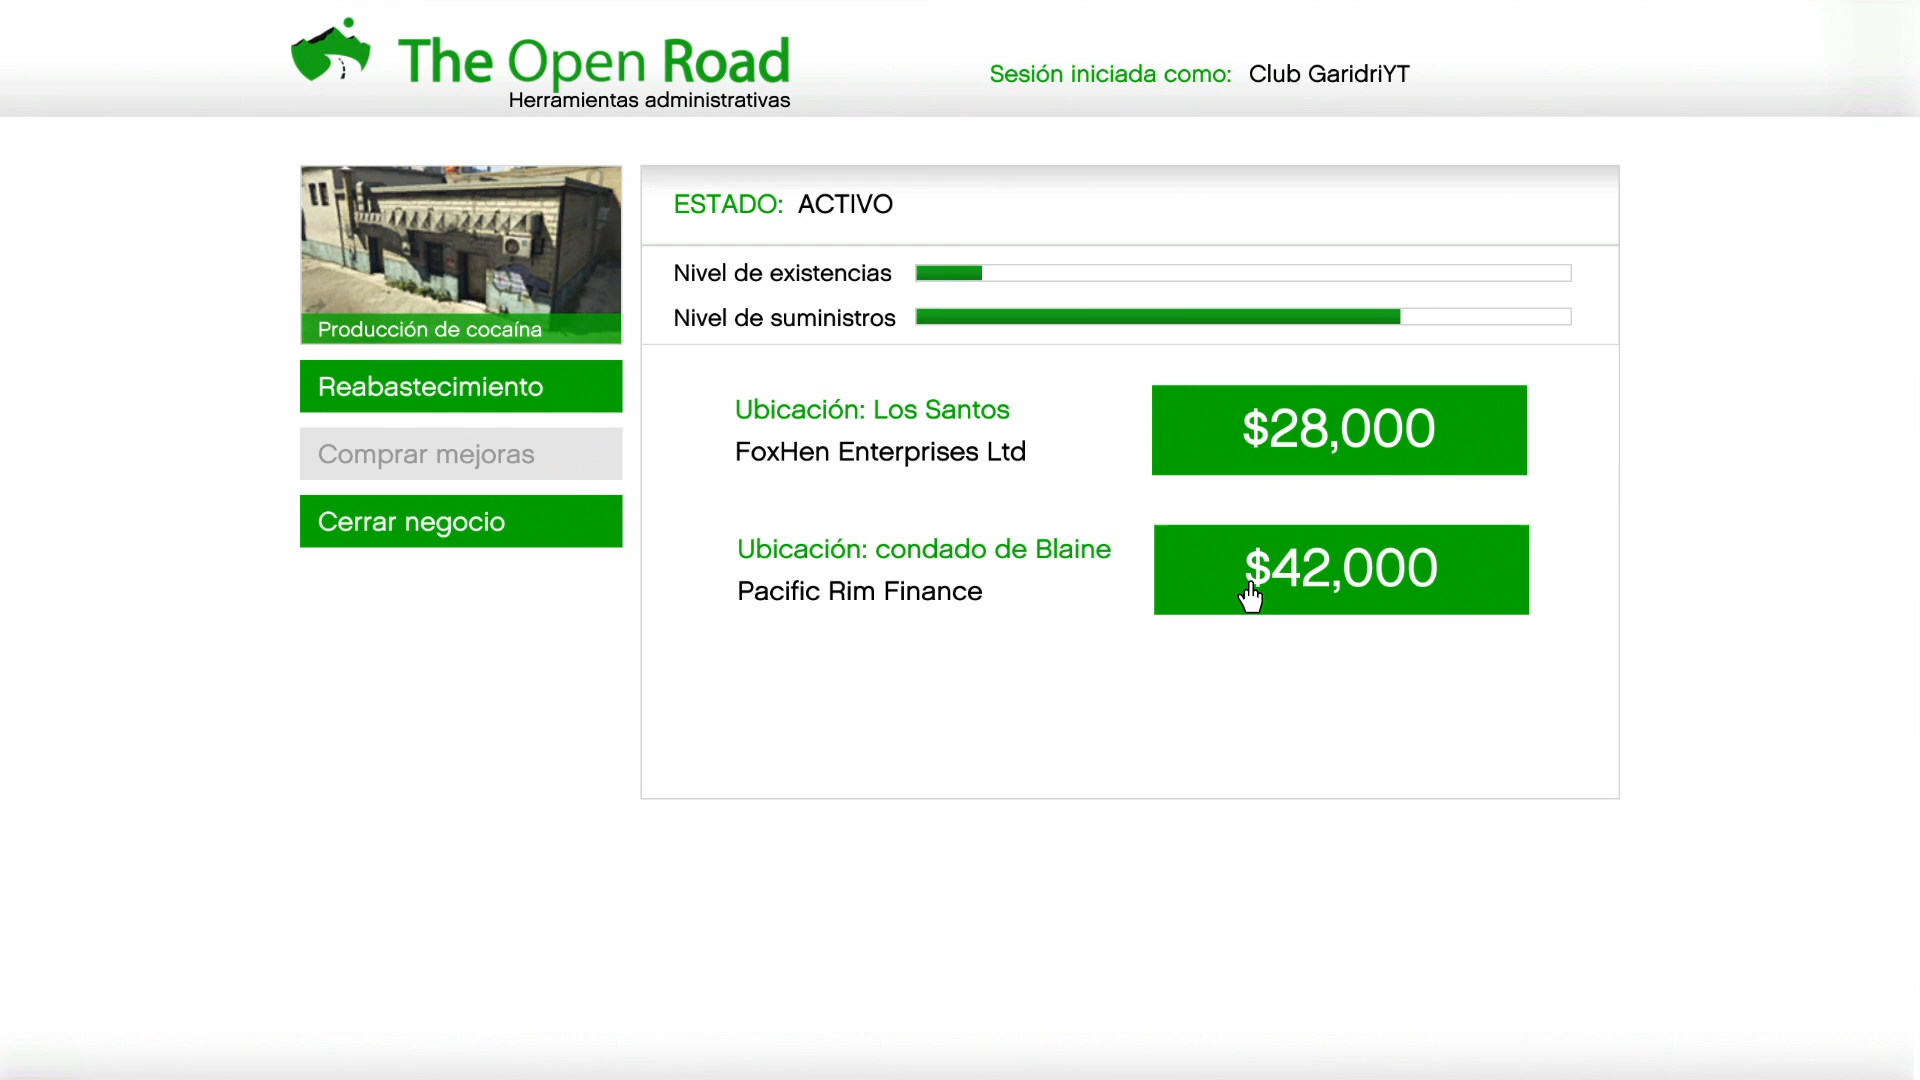 The Open Road
Herramientas administrativas
Sesión iniciada como: Club GaridriYT
Producción de cocaína
Reabastecimiento
Comprar mejoras
Cerrar negocio
ESTADO: ACTIVO
Nivel de existencias
Nivel de suministros
Ubicación: Los Santos
FoxHen Enterprises Ltd
$28,000
Ubicación: condado de Blaine
Pacific Rim Finance
$42,000